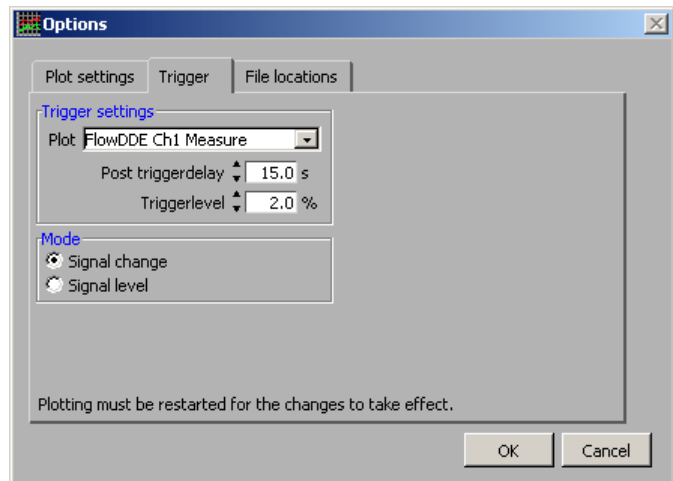 Options
Plot settings Trigger File locations
Trigger settings
Plot FlowDDE Ch1 Measure
Post triggerdelay 15.0 s
Triggerlevel 2.0 %
Mode
Signal change
Signal level
Plotting must be restarted for the changes to take effect.
OK Cancel